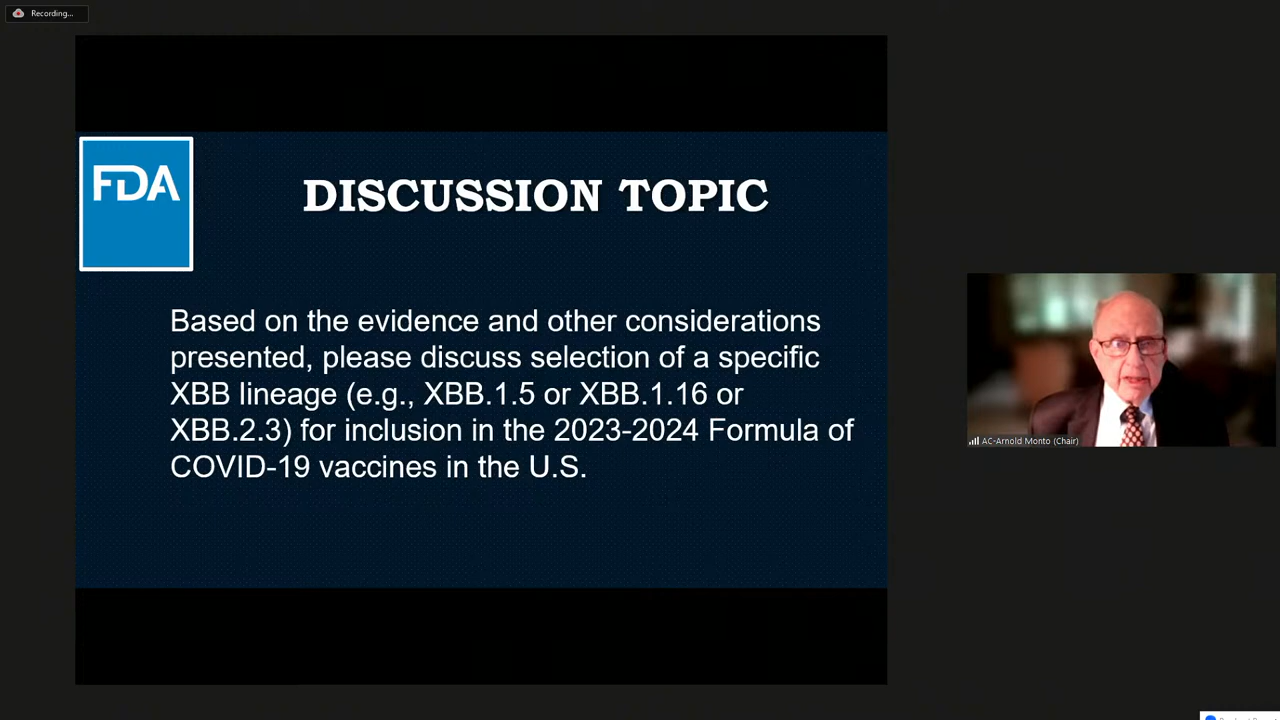 Recording...
FDA
DISCUSSION TOPIC
Based on the evidence and other considerations
presented, please discuss selection of a specific
XBB lineage (e.g., XBB.1.5 or XBB.1.16 or
XBB.2.3) for inclusion in the 2023-2024 Formula of
COVID-19 vaccines in the U.S.
AC-Arnold Monto (Chair)